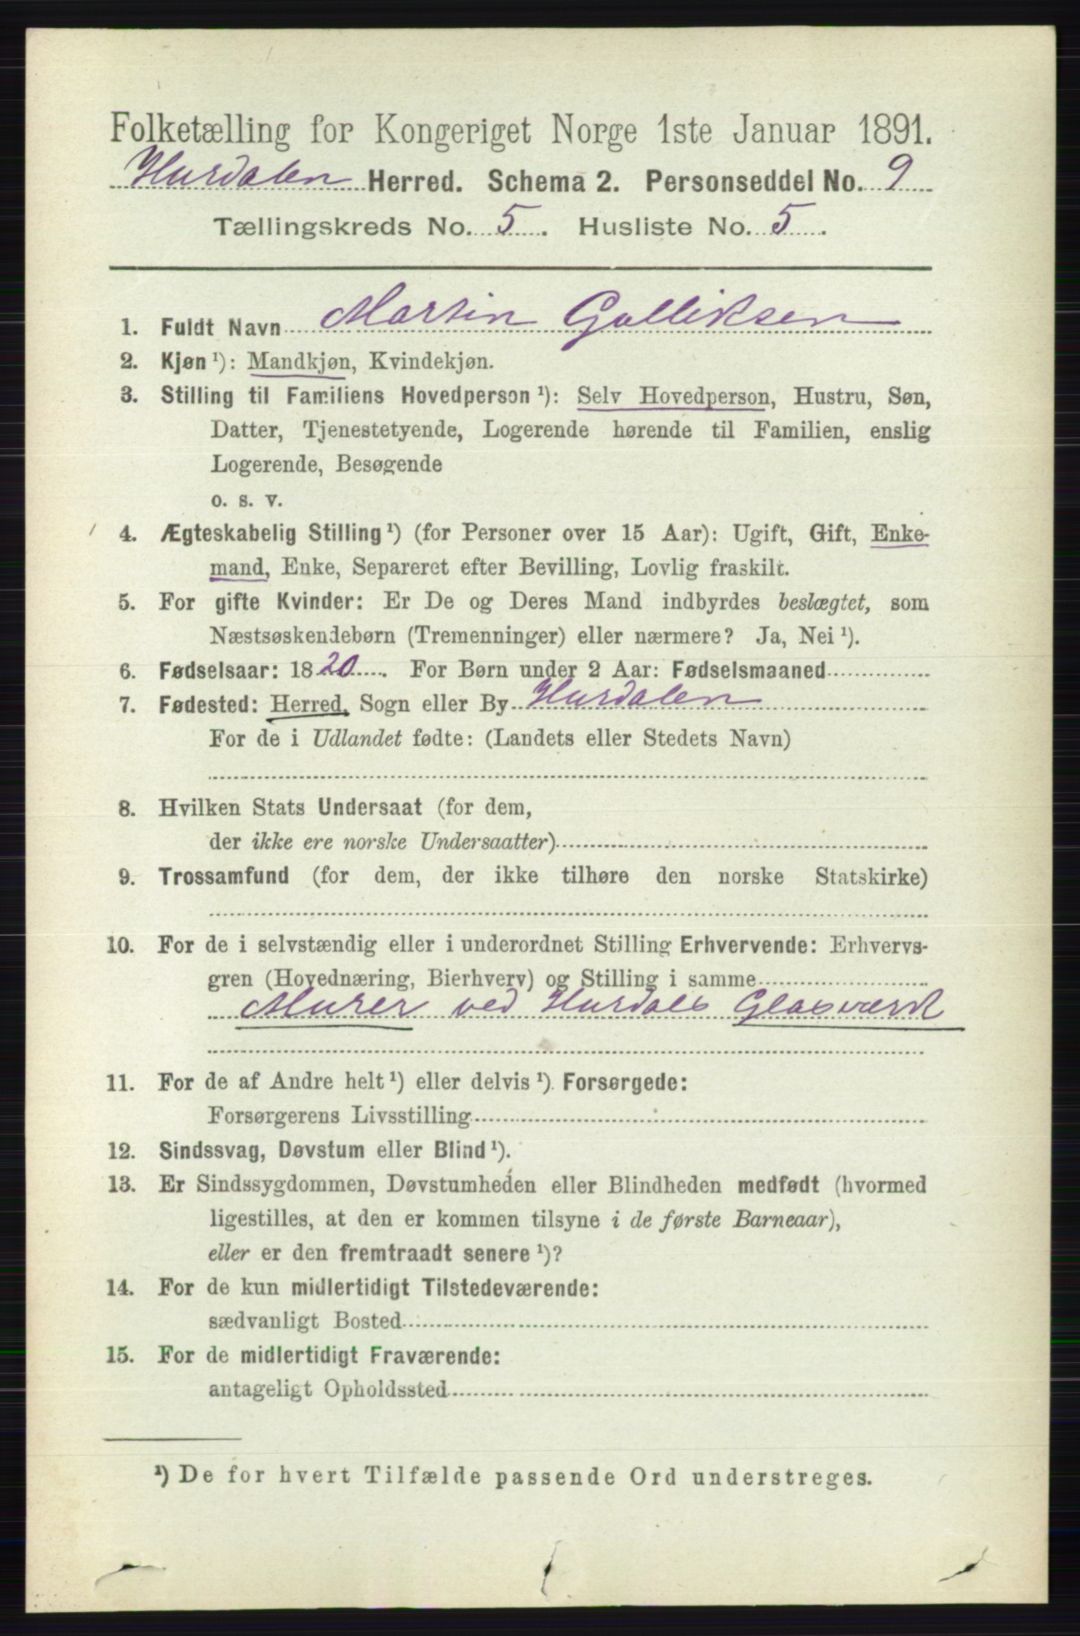 Folketælling for Kongeriget Norge 1ste Januar 1891.
Hurdalen Herred. Schema 2. Personseddel No. 9
Tællingskreds No. 5. Husliste No. 5.
1. Fuldt Navn Martin Gulliksen
2. Kjøn ¹): Mandkjøn, Kvindekjøn.
3. Stilling til Familiens Hovedperson ¹): Selv Hovedperson, Hustru, Søn,
Datter, Tjenestetyende, Logerende hørende til Familien, enslig
Logerende, Besøgende
o. s. v.
4. Ægteskabelig Stilling ¹) (for Personer over 15 Aar): Ugift, Gift, Enke-
mand, Enke, Separeret efter Bevilling, Lovlig fraskilt.
5. For gifte Kvinder: Er De og Deres Mand indbyrdes beslægtet, som
Næstsøskendebørn (Tremenninger) eller nærmere? Ja, Nei ¹).
6. Fødselsaar: 1820. For Børn under 2 Aar: Fødselsmaaned
7. Fødested: Herred, Sogn eller By Hurdalen
For de i Udlandet fødte: (Landets eller Stedets Navn)
8. Hvilken Stats Undersaat (for dem,
der ikke ere norske Undersaatter)
9. Trossamfund (for dem, der ikke tilhøre den norske Statskirke)
10. For de i selvstændig eller i underordnet Stilling Erhvervende: Erhvervs-
gren (Hovednæring, Bierhverv) og Stilling i samme
Murer ved Hurdals Glasværk
11. For de af Andre helt ¹) eller delvis ¹) Forsørgede:
Forsørgerens Livsstilling
12. Sindssvag, Døvstum eller Blind ¹).
13. Er Sindssygdommen, Døvstumheden eller Blindheden medfødt (hvormed
ligestilles, at den er kommen tilsyne i de første Barneaar),
eller er den fremtraadt senere ¹)?
14. For de kun midlertidigt Tilstedeværende:
sædvanligt Bosted
15. For de midlertidigt Fraværende:
antageligt Opholdssted
¹) De for hvert Tilfælde passende Ord understreges.